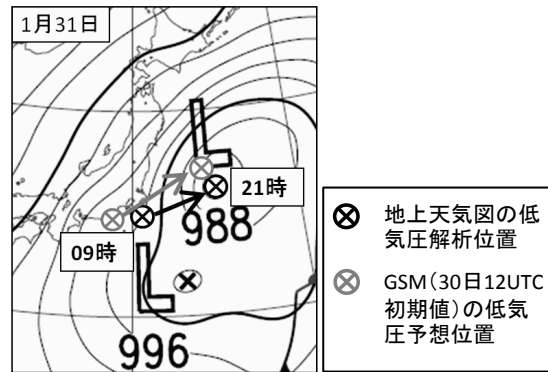 1月31日
L
21時
988
09時
L
996
地上天気図の低
気圧解析位置
GSM(30日12UTC
初期値)の低気
圧予想位置